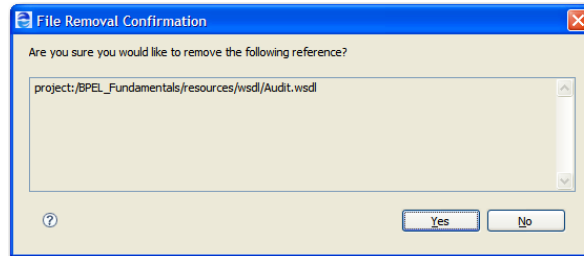 File Removal Confirmation
Are you sure you would like to remove the following reference?
project:/BPEL_Fundamentals/resources/wsdl/Audit.wsdl
?
Yes
No